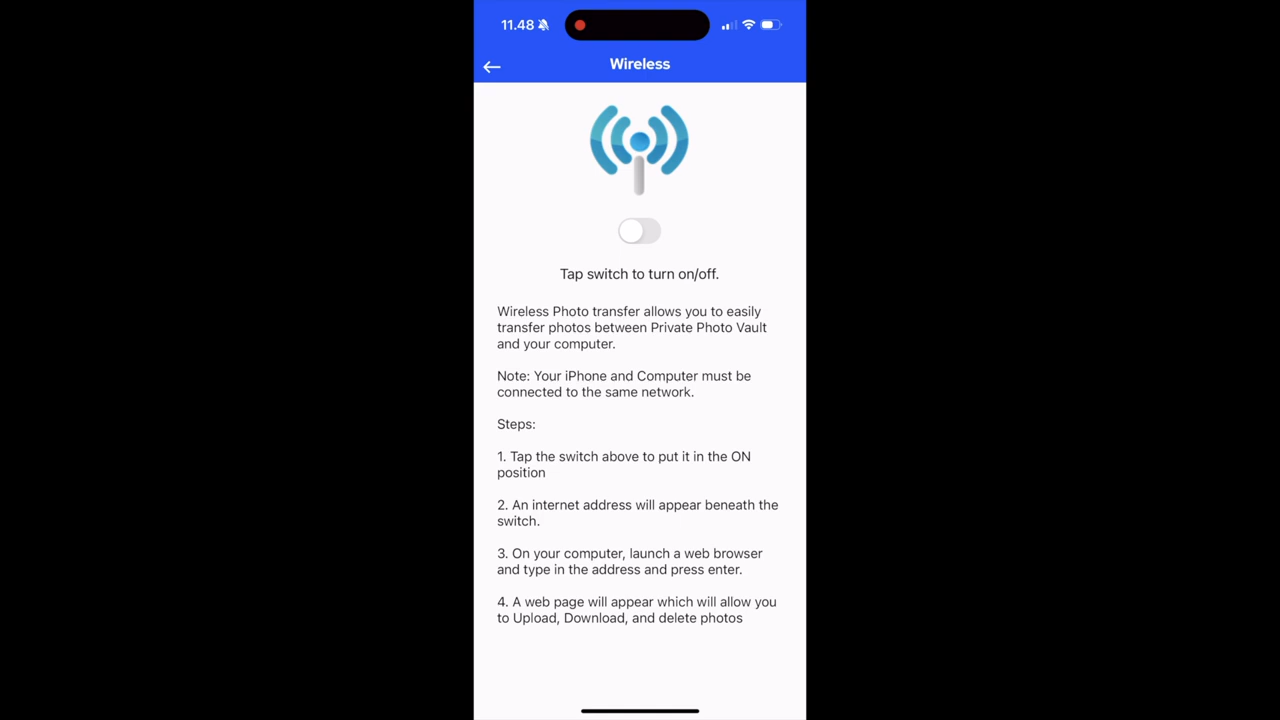 11.48
Wireless
Tap switch to turn on/off.
Wireless Photo transfer allows you to easily
transfer photos between Private Photo Vault
and your computer.
Note: Your iPhone and Computer must be
connected to the same network.
Steps:
1. Tap the switch above to put it in the ON
position
2. An internet address will appear beneath the
switch.
3. On your computer, launch a web browser
and type in the address and press enter.
4. A web page will appear which will allow you
to Upload, Download, and delete photos